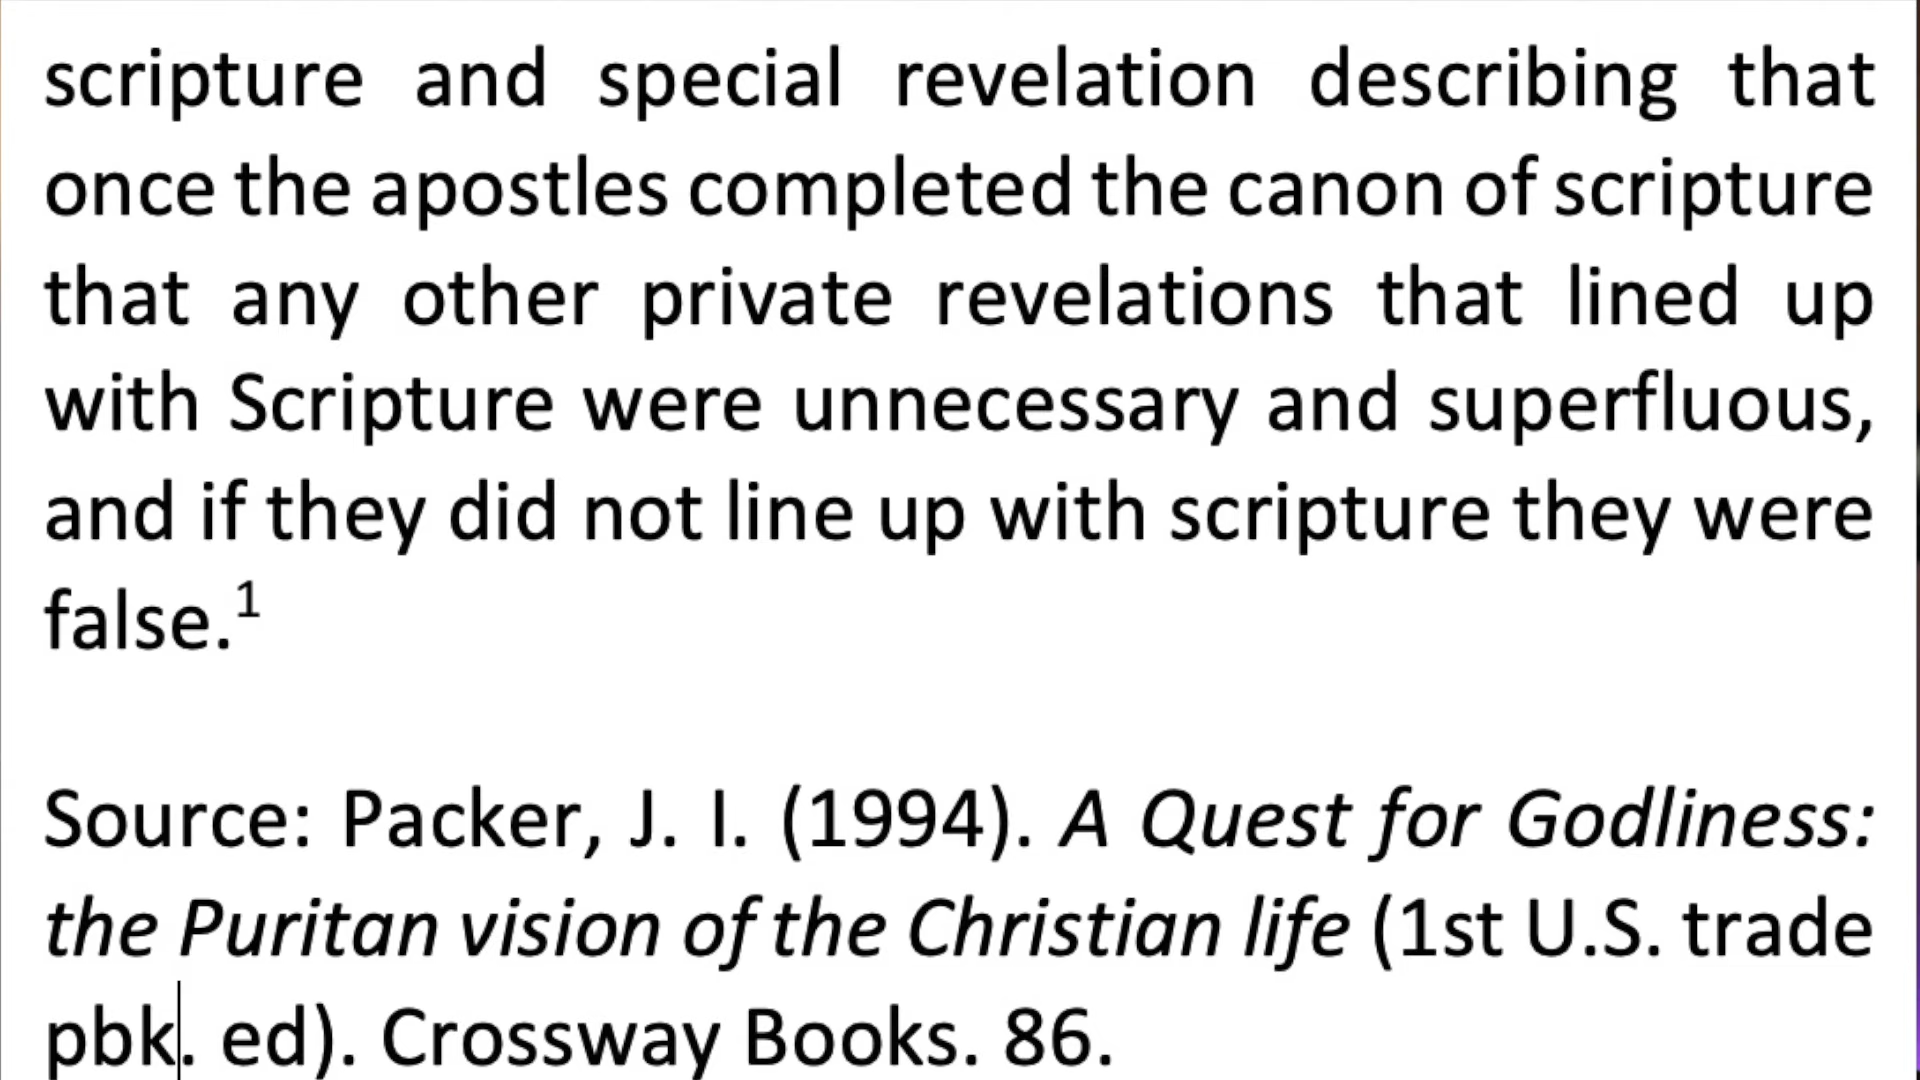 scripture and special revelation describing that
once the apostles completed the canon of scripture
that any other private revelations that lined up
with Scripture were unnecessary and superfluous,
and if they did not line up with scripture they were
false.¹
Source: Packer, J. I. (1994). A Quest for Godliness:
the Puritan vision of the Christian life (1st U.S. trade
pbk. ed). Crossway Books. 86.